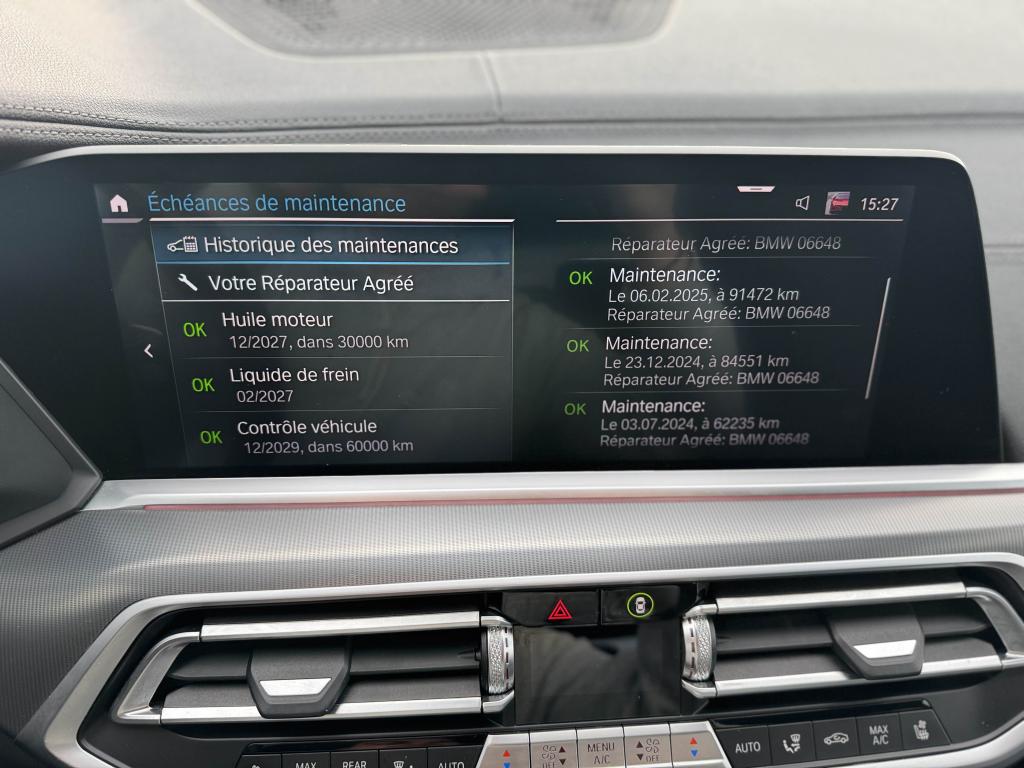 Échéances de maintenance
15:27
Historique des maintenances
Votre Réparateur Agréé
OK Huile moteur
12/2027, dans 30000 km
OK Liquide de frein
02/2027
OK Contrôle véhicule
12/2029, dans 60000 km
Réparateur Agréé: BMW 06648
OK Maintenance:
Le 06.02.2025, à 91472 km
Réparateur Agréé: BMW 06648
OK Maintenance:
Le 23.12.2024, à 84551 km
Réparateur Agréé: BMW 06648
OK Maintenance:
Le 03.07.2024, à 62235 km
Réparateur Agréé: BMW 06648
MAX
REAR
AUTO
OFF
MENU
A/C
OFF
AUTO
MAX
A/C